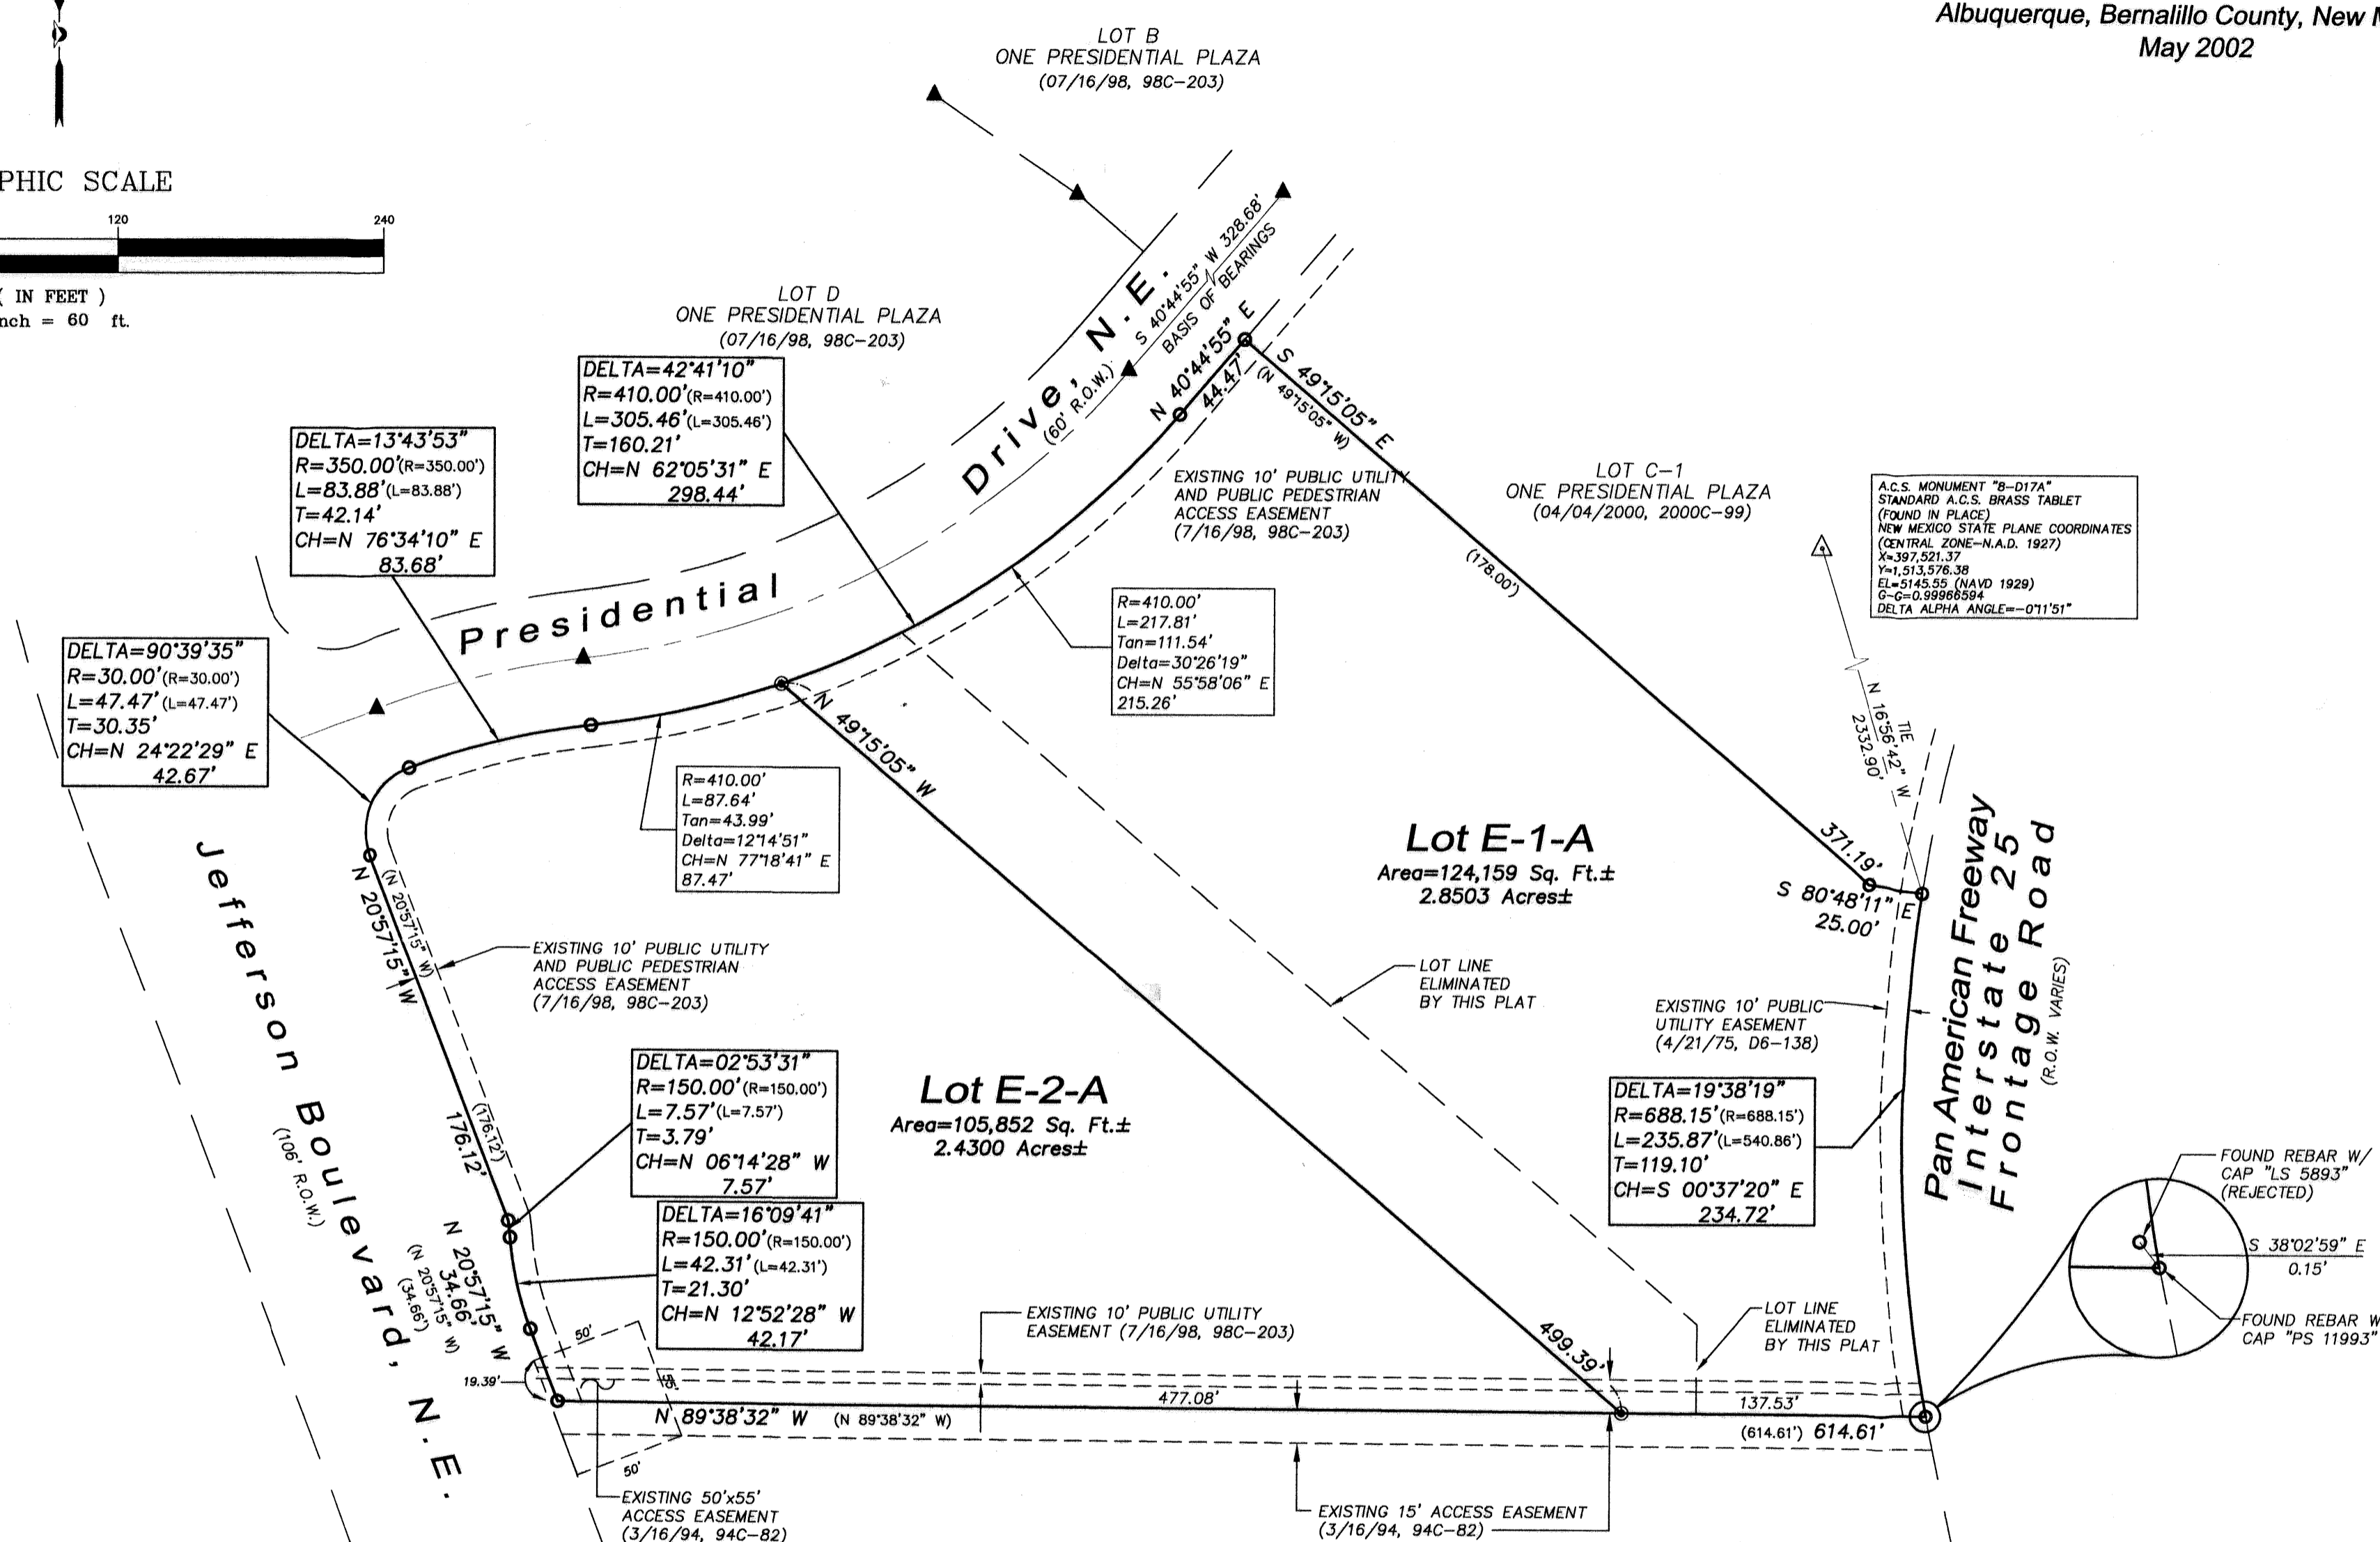 Albuquerque, Bernalillo County, New M
May 2002
PHIC SCALE
120
240
( IN FEET )
nch = 60 ft.
LOT B
ONE PRESIDENTIAL PLAZA
(07/16/98, 98C-203)
LOT D
ONE PRESIDENTIAL PLAZA
(07/16/98, 98C-203)
S 40°44'55" W 328.68'
BASIS OF BEARINGS
Presidential Drive, N.E.
(60' R.O.W.)
N 40°44'55" E
44.47'
S 49°15'05" E
(N 49°15'05" W)
(178.00')
371.19'
DELTA=42°41'10"
R=410.00'(R=410.00')
L=305.46'(L=305.46')
T=160.21'
CH=N 62°05'31" E
298.44'
DELTA=13°43'53"
R=350.00'(R=350.00')
L=83.88'(L=83.88')
T=42.14'
CH=N 76°34'10" E
83.68'
DELTA=90°39'35"
R=30.00'(R=30.00')
L=47.47'(L=47.47')
T=30.35'
CH=N 24°22'29" E
42.67'
EXISTING 10' PUBLIC UTILITY
AND PUBLIC PEDESTRIAN
ACCESS EASEMENT
(7/16/98, 98C-203)
LOT C-1
ONE PRESIDENTIAL PLAZA
(04/04/2000, 2000C-99)
A.C.S. MONUMENT "8-D17A"
STANDARD A.C.S. BRASS TABLET
(FOUND IN PLACE)
NEW MEXICO STATE PLANE COORDINATES
(CENTRAL ZONE-N.A.D. 1927)
X=397,521.37
Y=1,513,576.38
EL=5145.55 (NAVD 1929)
G-G=0.99966594
DELTA ALPHA ANGLE=-0°11'51"
R=410.00'
L=217.81'
Tan=111.54'
Delta=30°26'19"
CH=N 55°58'06" E
215.26'
TIE
N 16°56'42" W
2332.90'
N 49°15'05" W
499.39'
R=410.00'
L=87.64'
Tan=43.99'
Delta=12°14'51"
CH=N 77°18'41" E
87.47'
Lot E-1-A
Area=124,159 Sq. Ft.±
2.8503 Acres±
S 80°48'11" E
25.00'
Pan American Freeway
Interstate 25
Frontage Road
(R.O.W. VARIES)
Jefferson Boulevard, N.E.
(106' R.O.W.)
N 20°57'15" W
(N 20°57'15" W)
176.12'
(176.12')
EXISTING 10' PUBLIC UTILITY
AND PUBLIC PEDESTRIAN
ACCESS EASEMENT
(7/16/98, 98C-203)
LOT LINE
ELIMINATED
BY THIS PLAT
EXISTING 10' PUBLIC
UTILITY EASEMENT
(4/21/75, D6-138)
DELTA=02°53'31"
R=150.00'(R=150.00')
L=7.57'(L=7.57')
T=3.79'
CH=N 06°14'28" W
7.57'
Lot E-2-A
Area=105,852 Sq. Ft.±
2.4300 Acres±
DELTA=19°38'19"
R=688.15'(R=688.15')
L=235.87'(L=540.86')
T=119.10'
CH=S 00°37'20" E
234.72'
DELTA=16°09'41"
R=150.00'(R=150.00')
L=42.31'(L=42.31')
T=21.30'
CH=N 12°52'28" W
42.17'
N 20°57'15" W
34.66'
(N 20°57'15" W)
(34.66')
FOUND REBAR W/
CAP "LS 5893"
(REJECTED)
S 38°02'59" E
0.15'
FOUND REBAR W
CAP "PS 11993"
EXISTING 10' PUBLIC UTILITY
EASEMENT (7/16/98, 98C-203)
LOT LINE
ELIMINATED
BY THIS PLAT
50'
55'
19.39'
477.08'
137.53'
N 89°38'32" W (N 89°38'32" W)
(614.61') 614.61'
50'
EXISTING 50'x55'
ACCESS EASEMENT
(3/16/94, 94C-82)
EXISTING 15' ACCESS EASEMENT
(3/16/94, 94C-82)